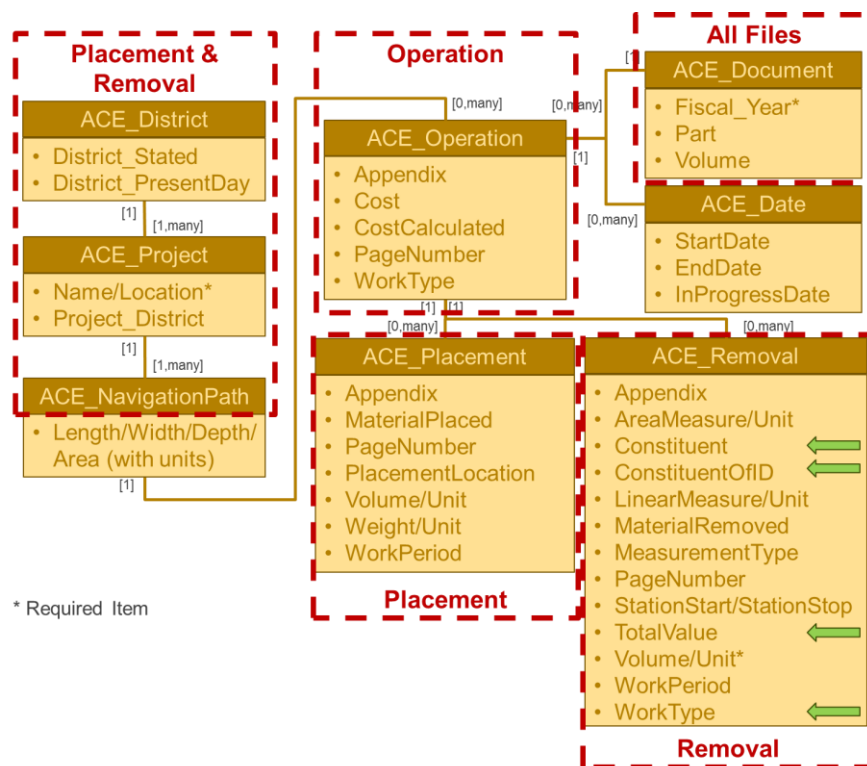 Placement &
Removal
ACE_District
• District_Stated
• District_PresentDay
[1]
[1,many]
ACE_Project
• Name/Location*
• Project_District
[1]
[1,many]
ACE_NavigationPath
• Length/Width/Depth/
Area (with units)
[1]
* Required Item
Operation
[0,many]
ACE_Operation
• Appendix
• Cost
• CostCalculated
• PageNumber
• WorkType
[0,many]
[1]
[1]
[1]
All Files
[1]
ACE_Document
• Fiscal_Year*
• Part
• Volume
[0,many]
ACE_Date
• StartDate
• EndDate
• InProgressDate
[0,many]
ACE_Placement
• Appendix
• MaterialPlaced
• PageNumber
• PlacementLocation
• Volume/Unit
• Weight/Unit
• WorkPeriod
Placement
[0,many]
ACE_Removal
• Appendix
• AreaMeasure/Unit
• Constituent
• ConstituentOfID
• LinearMeasure/Unit
• MaterialRemoved
• MeasurementType
• PageNumber
• StationStart/StationStop
• TotalValue
• Volume/Unit*
• WorkPeriod
• WorkType
Removal